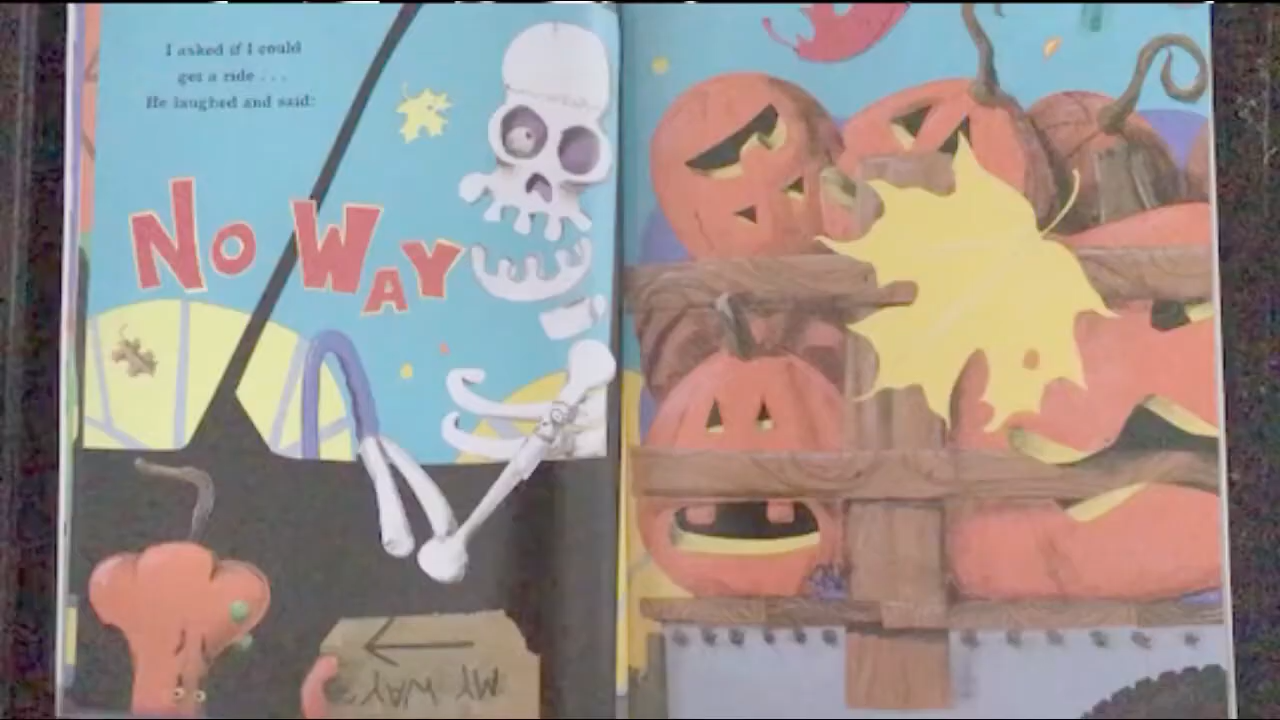 I asked if I could
get a ride . . .
He laughed and said:
NO WAY
MY WAY?